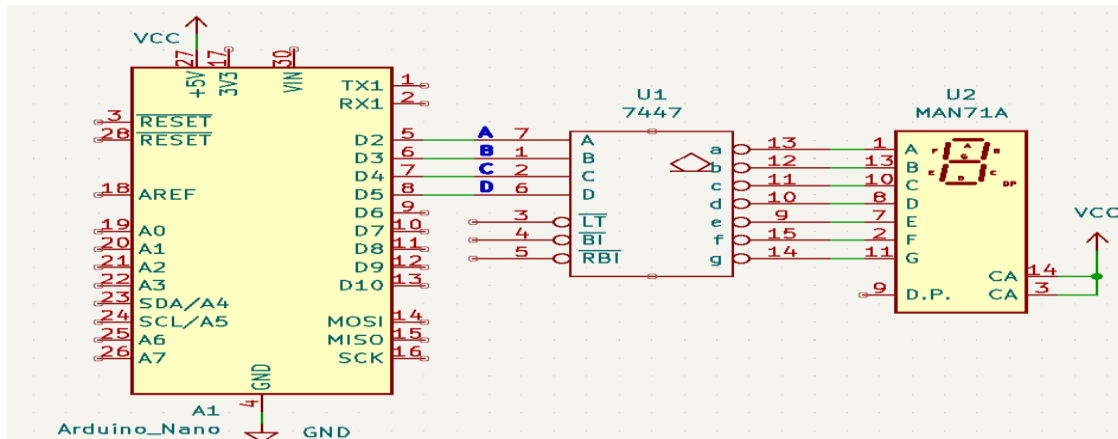 VCC
27
17
30
+5V
3V3
VIN
TX1 1
RX1 2
3 RESET
28 RESET
D2 5
D3 6
D4 7
D5 8
D6 9
D7 10
D8 11
D9 12
D10 13
18 AREF
19 A0
20 A1
21 A2
22 A3
23 SDA/A4
24 SCL/A5
25 A6
26 A7
MOSI 14
MISO 15
SCK 16
GND
4
A1
Arduino_Nano
GND
A
B
C
D
U1
7447
7 A
1 B
2 C
6 D
3 LT
4 BI
5 RBI
a 13
b 12
c 11
d 10
e 9
f 15
g 14
U2
MAN71A
1 A
13 B
10 C
8 D
7 E
2 F
11 G
9 D.P.
A
F
B
G
E
C
D
DP
CA 14
CA 3
VCC